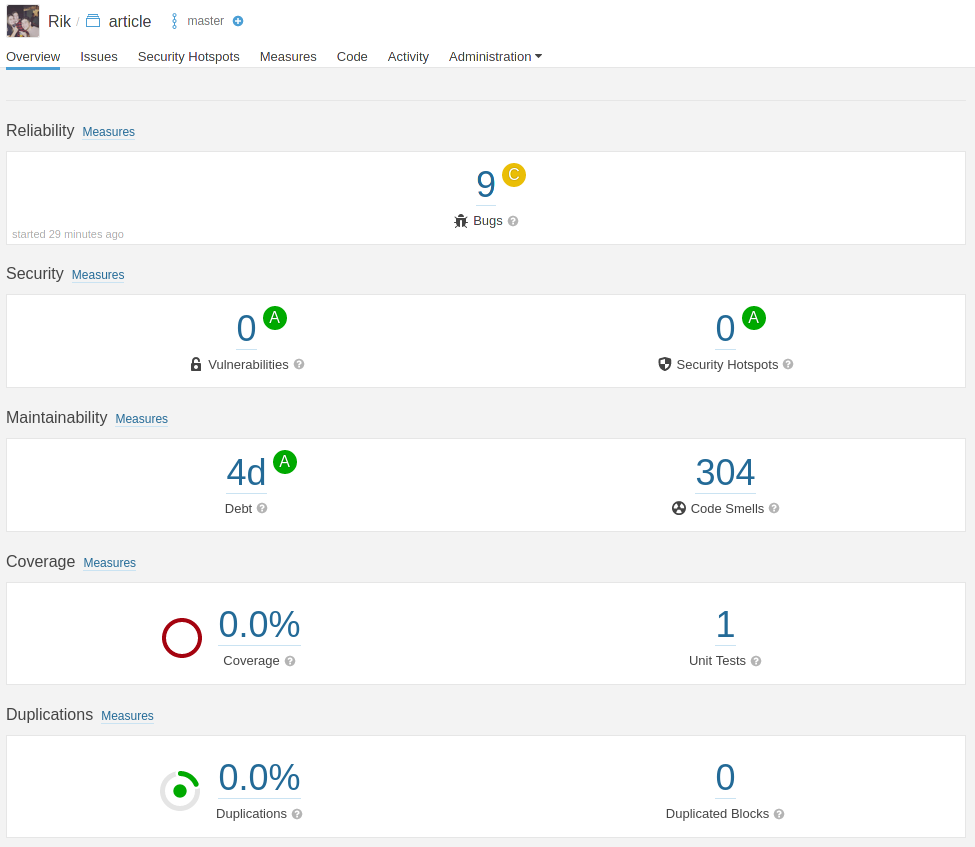 Rik / article master
Overview Issues Security Hotspots Measures Code Activity Administration
Reliability Measures
9 C
Bugs ?
started 29 minutes ago
Security Measures
0 A 0 A
Vulnerabilities ? Security Hotspots ?
Maintainability Measures
4d A 304
Debt ? Code Smells ?
Coverage Measures
0.0% 1
Coverage ? Unit Tests ?
Duplications Measures
0.0% 0
Duplications ? Duplicated Blocks ?